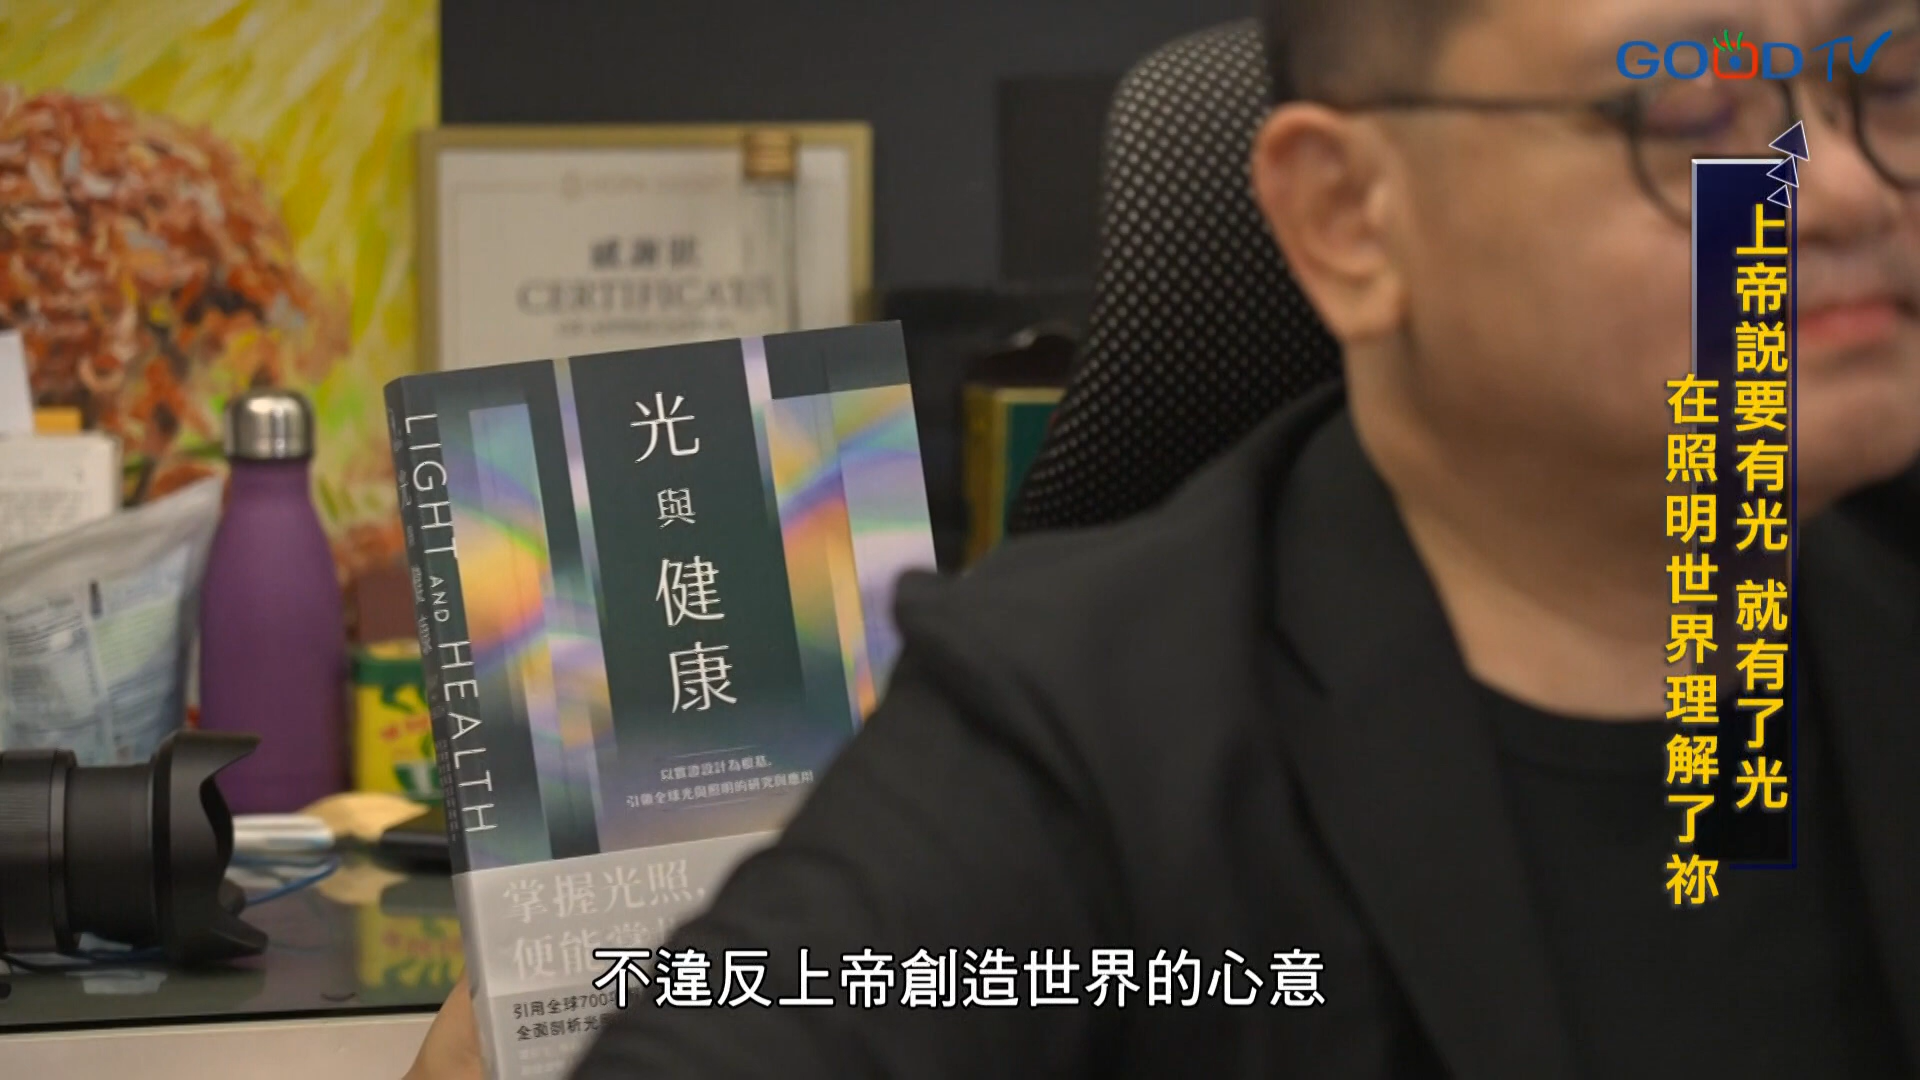 GOOD TV
上帝說要有光 就有了光
在照明世界理解了祢
感謝狀
CERTIFICATE
光與健康
LIGHT AND HEALTH
以實證設計為根基，
引領全球光與照明的研究與應用
掌握光照，
便能掌
引用全球700
全面剖析光
不違反上帝創造世界的心意